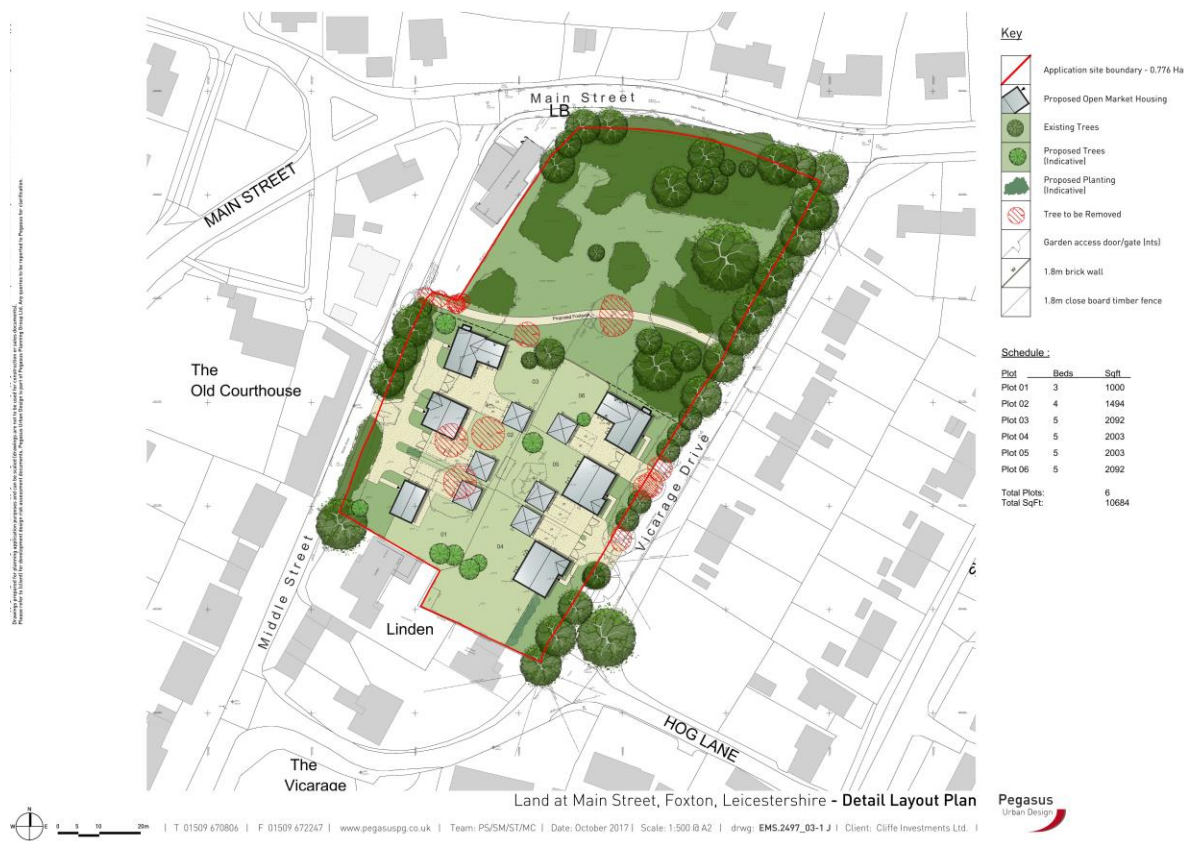 Main Street
LB
MAIN STREET
Proposed Footpath
The
Old Courthouse
03
06
02
05
01
04
Vicarage Drive
Middle Street
Linden
HOG LANE
The
Vicarage
Key
Application site boundary - 0.776 Ha
Proposed Open Market Housing
Existing Trees
Proposed Trees
(Indicative)
Proposed Planting
(Indicative)
Tree to be Removed
Garden access door/gate (nts)
1.8m brick wall
1.8m close board timber fence
Schedule :
Plot Beds Sqft
Plot 01 3 1000
Plot 02 4 1494
Plot 03 5 2092
Plot 04 5 2003
Plot 05 5 2003
Plot 06 5 2092
Total Plots: 6
Total SqFt: 10684
Land at Main Street, Foxton, Leicestershire - Detail Layout Plan
Pegasus
Urban Design
N
W E
S
0 5 10 20m
| T 01509 670806 | F 01509 672247 | www.pegasuspg.co.uk | Team: PS/SM/ST/MC | Date: October 2017 | Scale: 1:500 @ A2 | drwg: EMS.2497_03-1 J | Client: Cliffe Investments Ltd. |